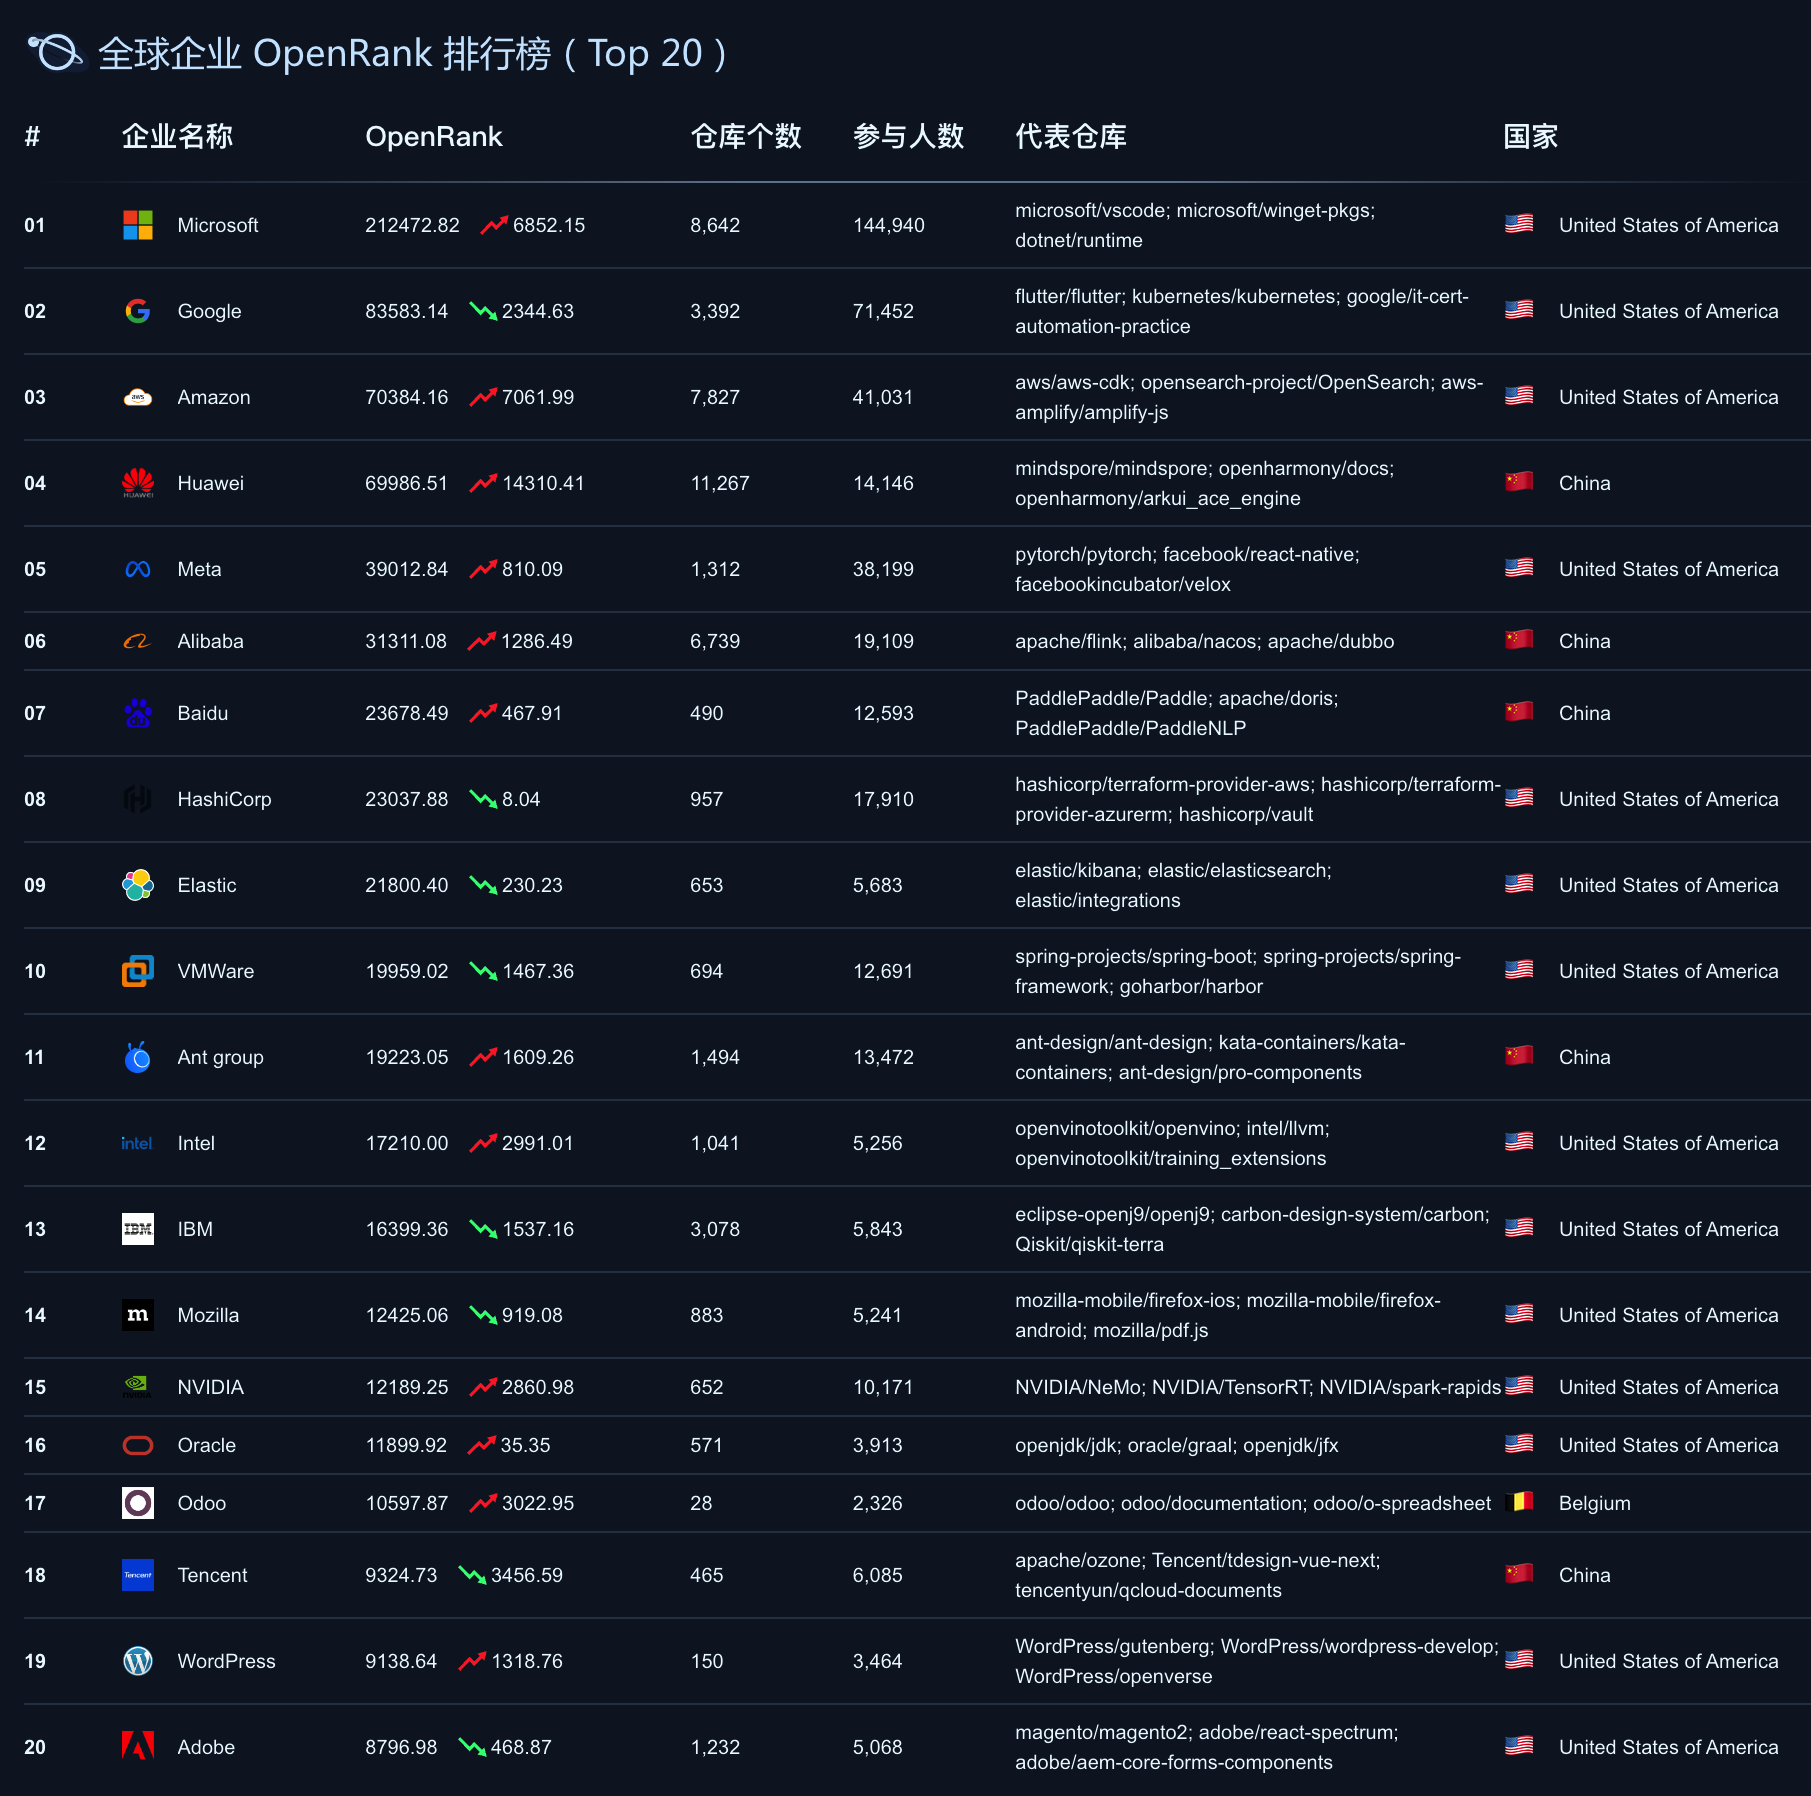 全球企业 OpenRank 排行榜（Top 20）
# 企业名称 OpenRank 仓库个数 参与人数 代表仓库 国家
01 Microsoft 212472.82 6852.15 8,642 144,940 microsoft/vscode; microsoft/winget-pkgs; dotnet/runtime United States of America
02 Google 83583.14 2344.63 3,392 71,452 flutter/flutter; kubernetes/kubernetes; google/it-cert-automation-practice United States of America
03 aws Amazon 70384.16 7061.99 7,827 41,031 aws/aws-cdk; opensearch-project/OpenSearch; aws-amplify/amplify-js United States of America
04 HUAWEI Huawei 69986.51 14310.41 11,267 14,146 mindspore/mindspore; openharmony/docs; openharmony/arkui_ace_engine China
05 Meta 39012.84 810.09 1,312 38,199 pytorch/pytorch; facebook/react-native; facebookincubator/velox United States of America
06 Alibaba 31311.08 1286.49 6,739 19,109 apache/flink; alibaba/nacos; apache/dubbo China
07 Baidu 23678.49 467.91 490 12,593 PaddlePaddle/Paddle; apache/doris; PaddlePaddle/PaddleNLP China
08 HashiCorp 23037.88 8.04 957 17,910 hashicorp/terraform-provider-aws; hashicorp/terraform-provider-azurerm; hashicorp/vault United States of America
09 Elastic 21800.40 230.23 653 5,683 elastic/kibana; elastic/elasticsearch; elastic/integrations United States of America
10 VMWare 19959.02 1467.36 694 12,691 spring-projects/spring-boot; spring-projects/spring-framework; goharbor/harbor United States of America
11 Ant group 19223.05 1609.26 1,494 13,472 ant-design/ant-design; kata-containers/kata-containers; ant-design/pro-components China
12 intel Intel 17210.00 2991.01 1,041 5,256 openvinotoolkit/openvino; intel/llvm; openvinotoolkit/training_extensions United States of America
13 IBM IBM 16399.36 1537.16 3,078 5,843 eclipse-openj9/openj9; carbon-design-system/carbon; Qiskit/qiskit-terra United States of America
14 m Mozilla 12425.06 919.08 883 5,241 mozilla-mobile/firefox-ios; mozilla-mobile/firefox-android; mozilla/pdf.js United States of America
15 NVIDIA NVIDIA 12189.25 2860.98 652 10,171 NVIDIA/NeMo; NVIDIA/TensorRT; NVIDIA/spark-rapids United States of America
16 Oracle 11899.92 35.35 571 3,913 openjdk/jdk; oracle/graal; openjdk/jfx United States of America
17 Odoo 10597.87 3022.95 28 2,326 odoo/odoo; odoo/documentation; odoo/o-spreadsheet Belgium
18 Tencent Tencent 9324.73 3456.59 465 6,085 apache/ozone; Tencent/tdesign-vue-next; tencentyun/qcloud-documents China
19 WordPress 9138.64 1318.76 150 3,464 WordPress/gutenberg; WordPress/wordpress-develop; WordPress/openverse United States of America
20 Adobe 8796.98 468.87 1,232 5,068 magento/magento2; adobe/react-spectrum; adobe/aem-core-forms-components United States of America